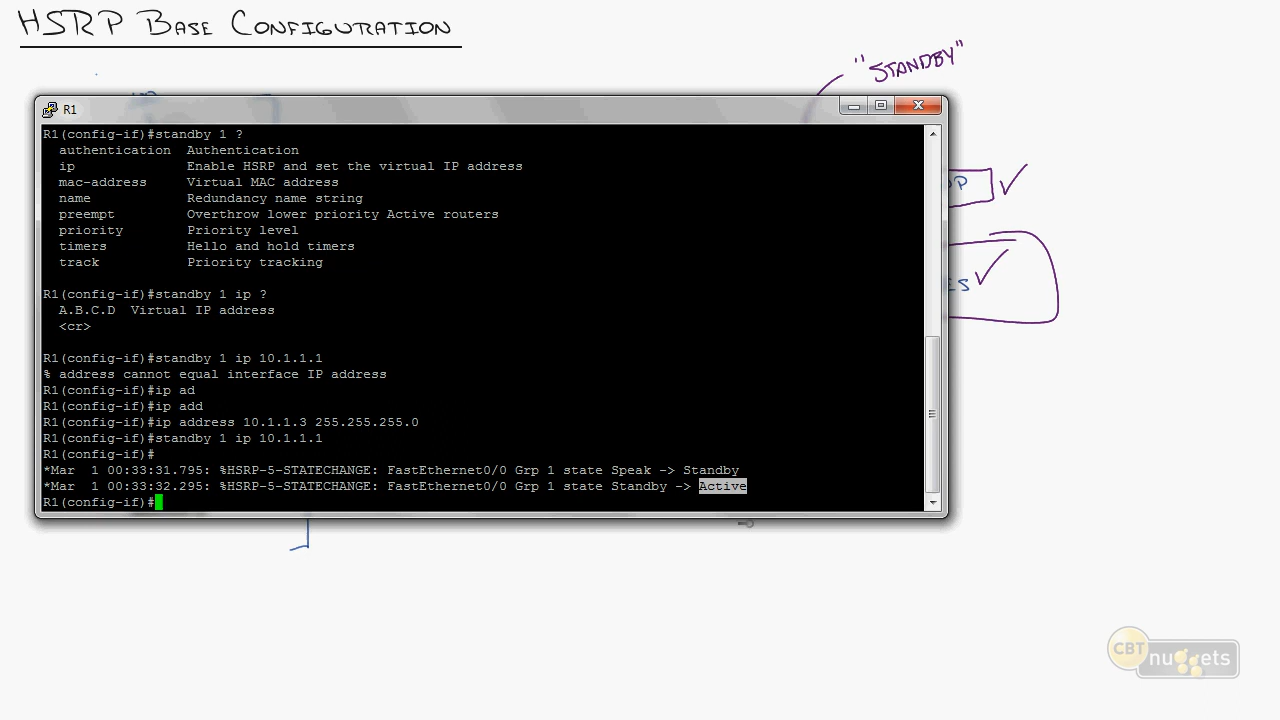 HSRP BASE CONFIGURATION
"STANDBY"
R1
R1(config-if)#standby 1 ?
authentication  Authentication
ip              Enable HSRP and set the virtual IP address
mac-address     Virtual MAC address
name            Redundancy name string
preempt         Overthrow lower priority Active routers
priority        Priority level
timers          Hello and hold timers
track           Priority tracking
R1(config-if)#standby 1 ip ?
A.B.C.D  Virtual IP address
<cr>
R1(config-if)#standby 1 ip 10.1.1.1
% address cannot equal interface IP address
R1(config-if)#ip ad
R1(config-if)#ip add
R1(config-if)#ip address 10.1.1.3 255.255.255.0
R1(config-if)#standby 1 ip 10.1.1.1
R1(config-if)#
*Mar  1 00:33:31.795: %HSRP-5-STATECHANGE: FastEthernet0/0 Grp 1 state Speak -> Standby
*Mar  1 00:33:32.295: %HSRP-5-STATECHANGE: FastEthernet0/0 Grp 1 state Standby -> Active
R1(config-if)#
CBT nuggets